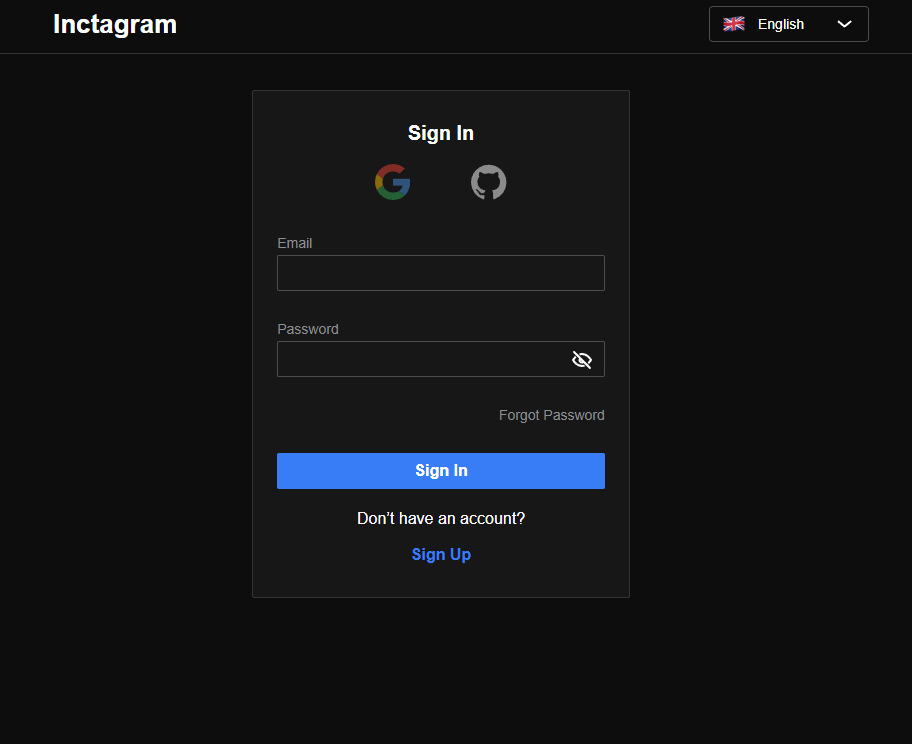 Inctagram
English
Sign In
Email
Password
Forgot Password
Sign In
Don’t have an account?
Sign Up